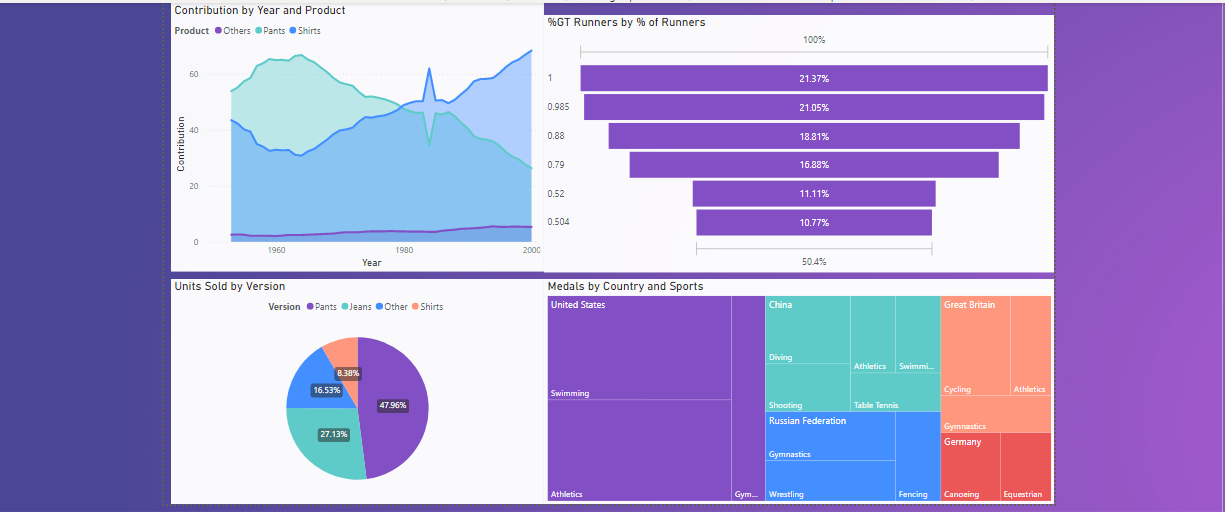 Contribution by Year and Product
Product Others Pants Shirts
60
40
20
0
Contribution
1960 1980 2000
Year
%GT Runners by % of Runners
100%
1 21.37%
0.985 21.05%
0.88 18.81%
0.79 16.88%
0.52 11.11%
0.504 10.77%
50.4%
Units Sold by Version
Version Pants Jeans Other Shirts
8.38%
16.53%
47.96%
27.13%
Medals by Country and Sports
United States
Swimming
Athletics
Gym...
China
Diving
Athletics
Swimmi...
Shooting
Table Tennis
Russian Federation
Gymnastics
Wrestling
Fencing
Great Britain
Cycling
Athletics
Gymnastics
Germany
Canoeing
Equestrian